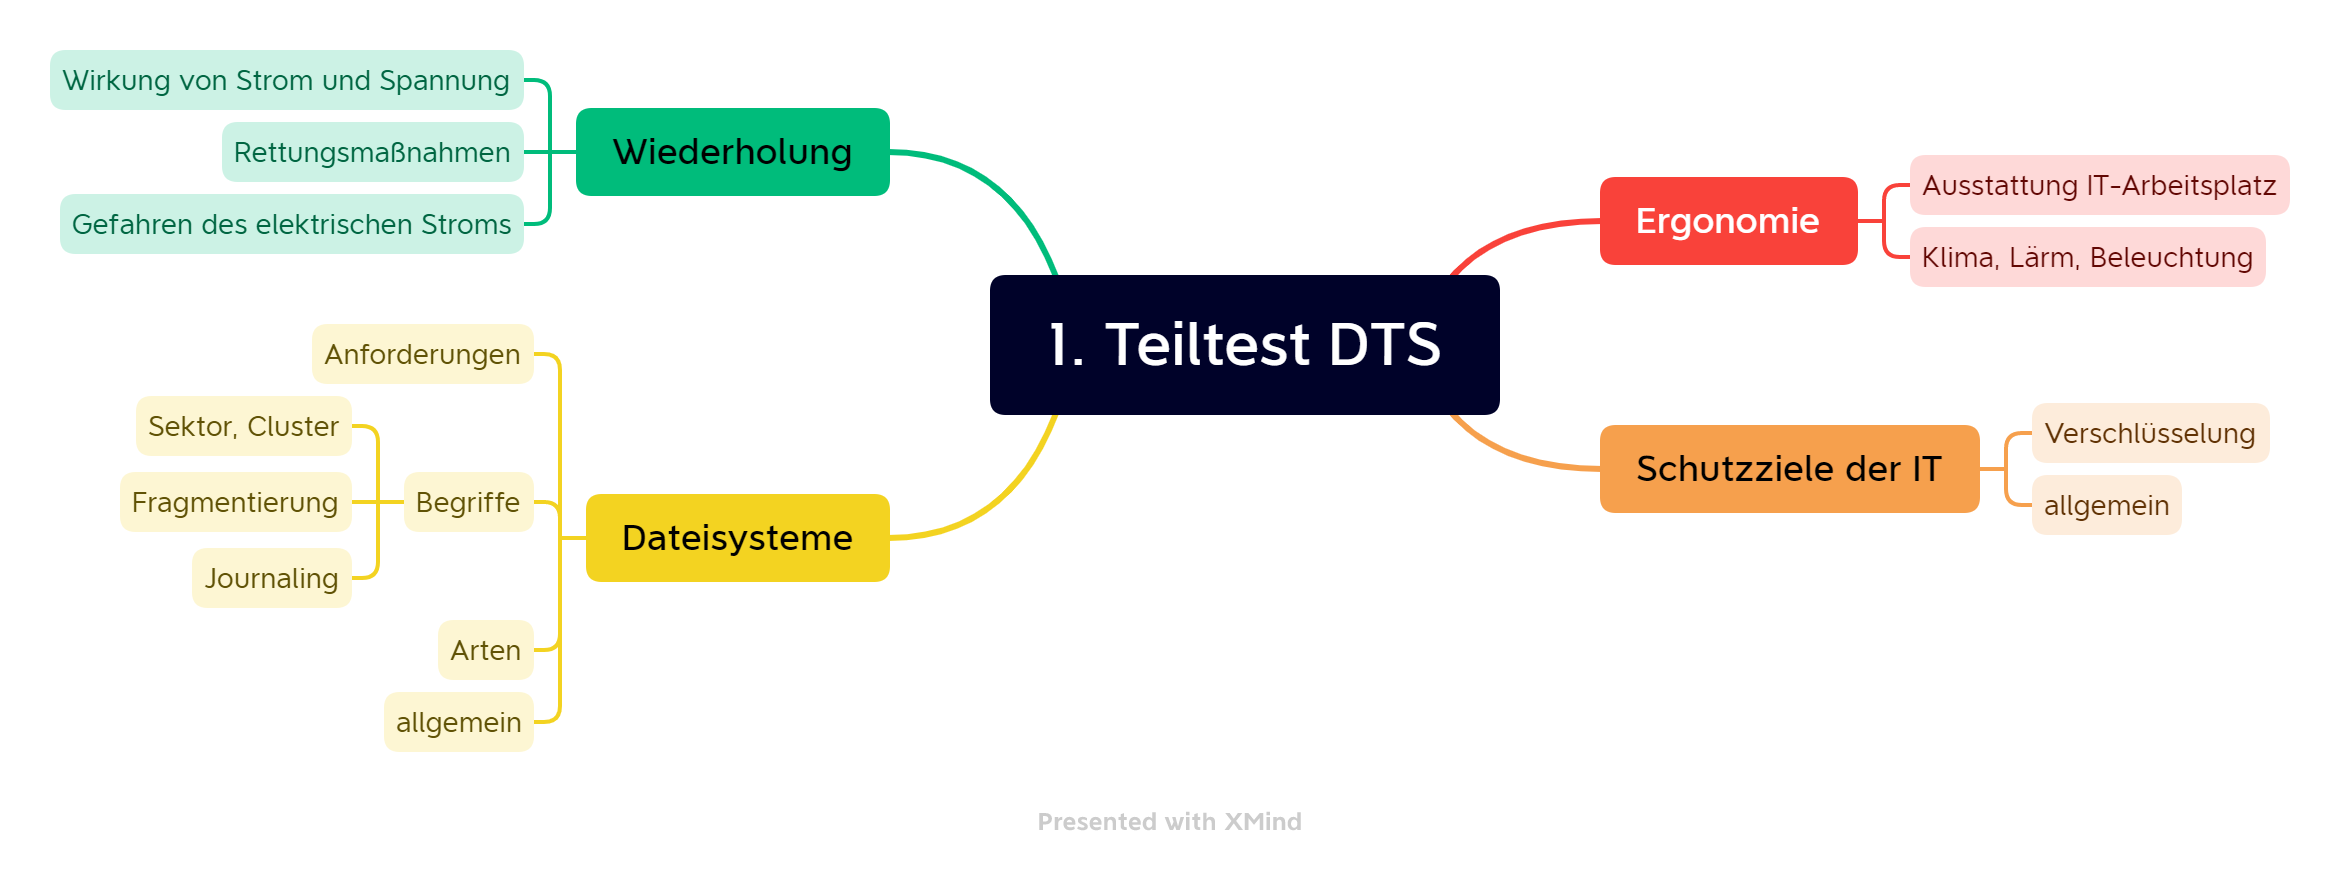 1. Teiltest DTS
Wiederholung
Wirkung von Strom und Spannung
Rettungsmaßnahmen
Gefahren des elektrischen Stroms
Dateisysteme
Anforderungen
Begriffe
Sektor, Cluster
Fragmentierung
Journaling
Arten
allgemein
Ergonomie
Ausstattung IT-Arbeitsplatz
Klima, Lärm, Beleuchtung
Schutzziele der IT
Verschlüsselung
allgemein
Presented with XMind